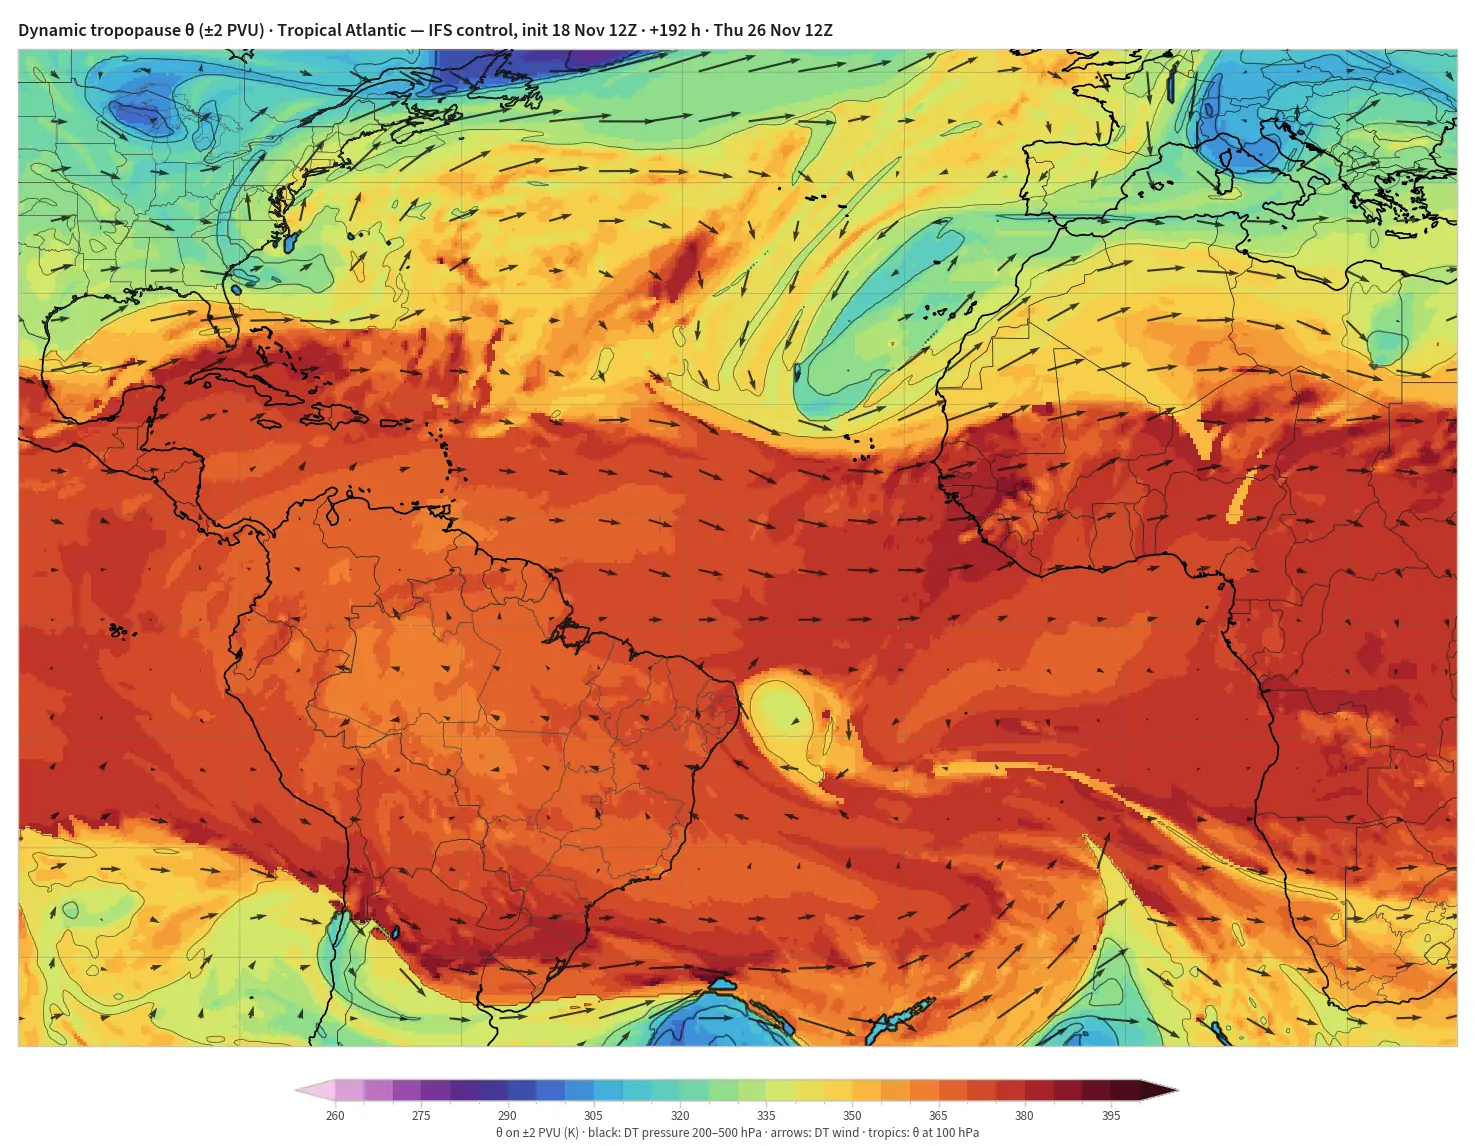 Dynamic tropopause θ (±2 PVU) · Tropical Atlantic — IFS control, init 18 Nov 12Z · +192 h · Thu 26 Nov 12Z
260 275 290 305 320 335 350 365 380 395
θ on ±2 PVU (K) · black: DT pressure 200–500 hPa · arrows: DT wind · tropics: θ at 100 hPa